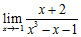 lim x→-1 (x + 2)/(x³ - x - 1)